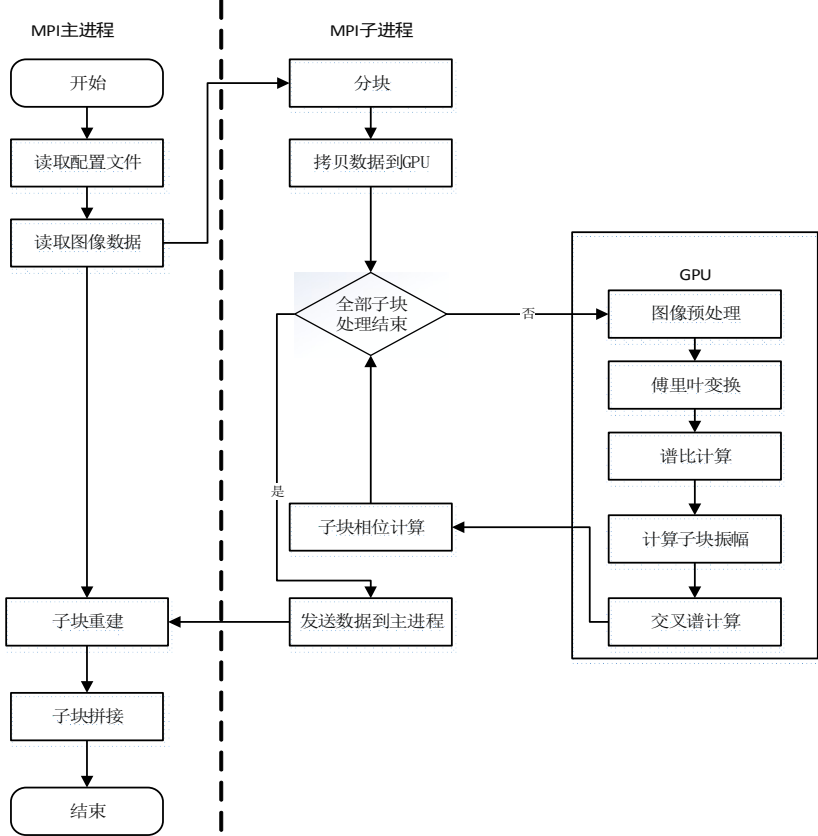 MPI主进程
开始
读取配置文件
读取图像数据
子块重建
子块拼接
结束
MPI子进程
分块
拷贝数据到GPU
全部子块
处理结束
否
是
子块相位计算
发送数据到主进程
GPU
图像预处理
傅里叶变换
谱比计算
计算子块振幅
交叉谱计算